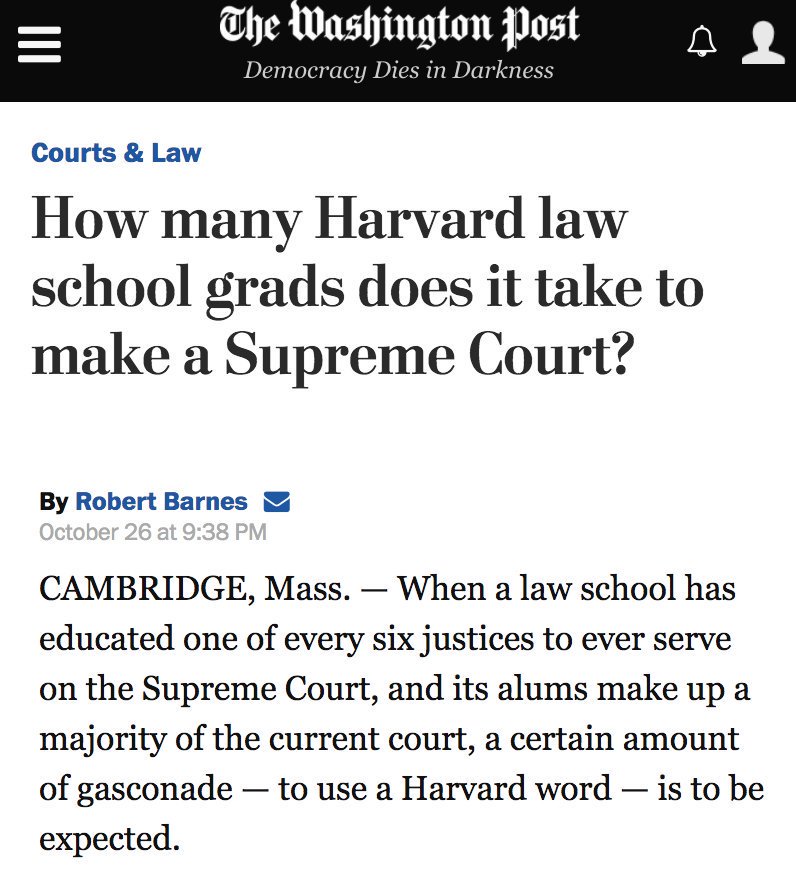 The Washington Post
Democracy Dies in Darkness
Courts & Law
How many Harvard law
school grads does it take to
make a Supreme Court?
By Robert Barnes
October 26 at 9:38 PM
CAMBRIDGE, Mass. — When a law school has
educated one of every six justices to ever serve
on the Supreme Court, and its alums make up a
majority of the current court, a certain amount
of gasconade — to use a Harvard word — is to be
expected.